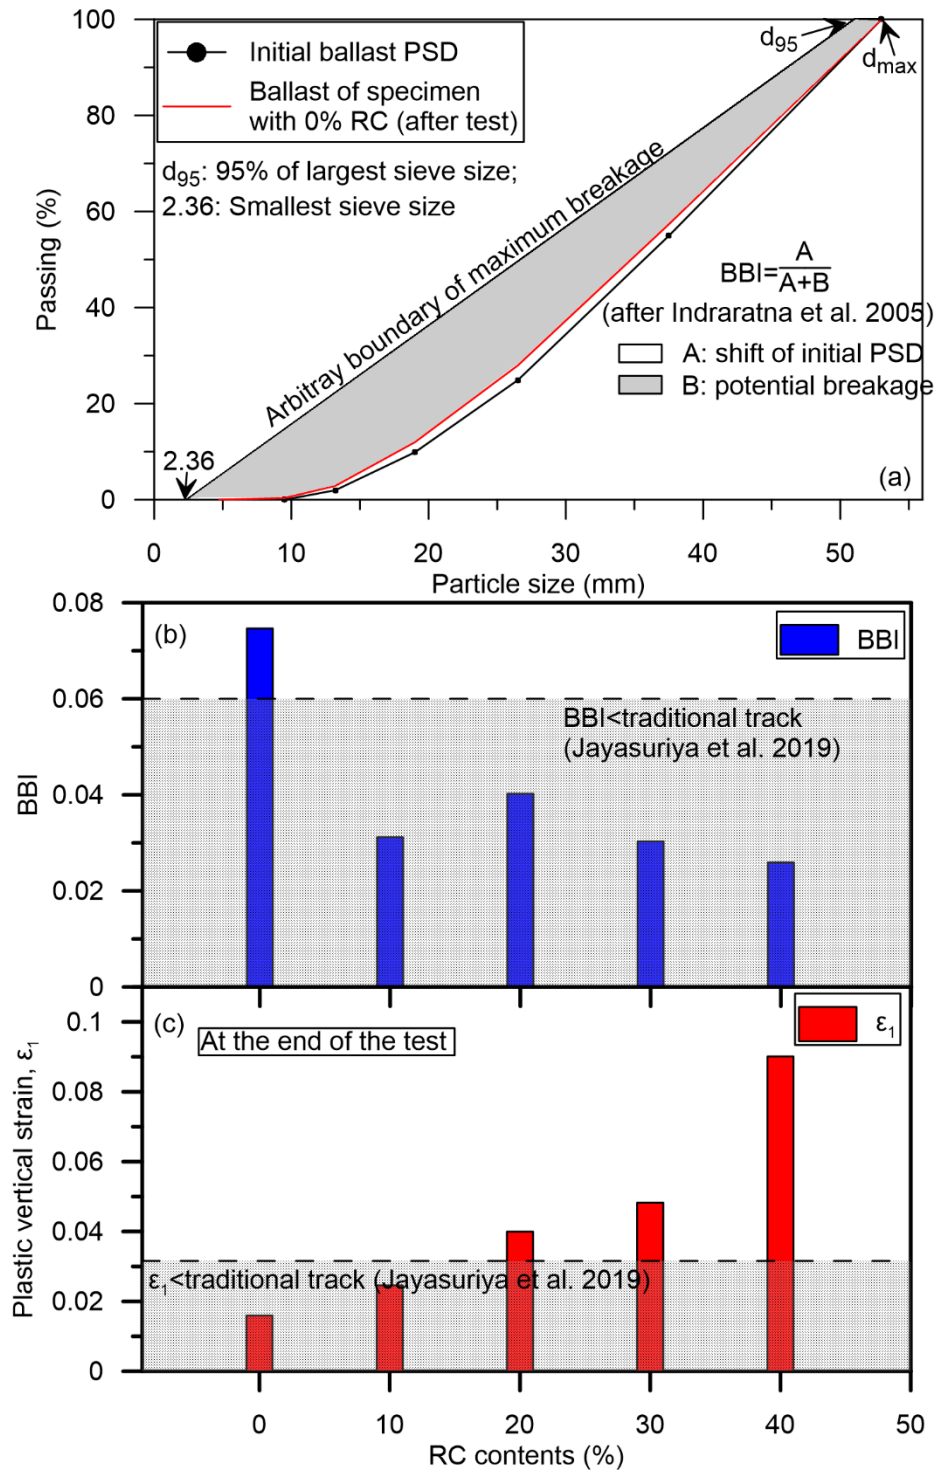 100
80
60
40
20
0
Passing (%)
Initial ballast PSD
Ballast of specimen
with 0% RC (after test)
d95: 95% of largest sieve size;
2.36: Smallest sieve size
d95
dmax
Arbitray boundary of maximum breakage
BBI=A/A+B
(after Indraratna et al. 2005)
A: shift of initial PSD
B: potential breakage
2.36
(a)
0 10 20 30 40 50
Particle size (mm)
0.08
0.06
0.04
0.02
0
BBI
(b)
BBI
BBI<traditional track
(Jayasuriya et al. 2019)
0.1
0.08
0.06
0.04
0.02
0
Plastic vertical strain, ε1
(c)
At the end of the test
ε1
ε1<traditional track (Jayasuriya et al. 2019)
0 10 20 30 40 50
RC contents (%)